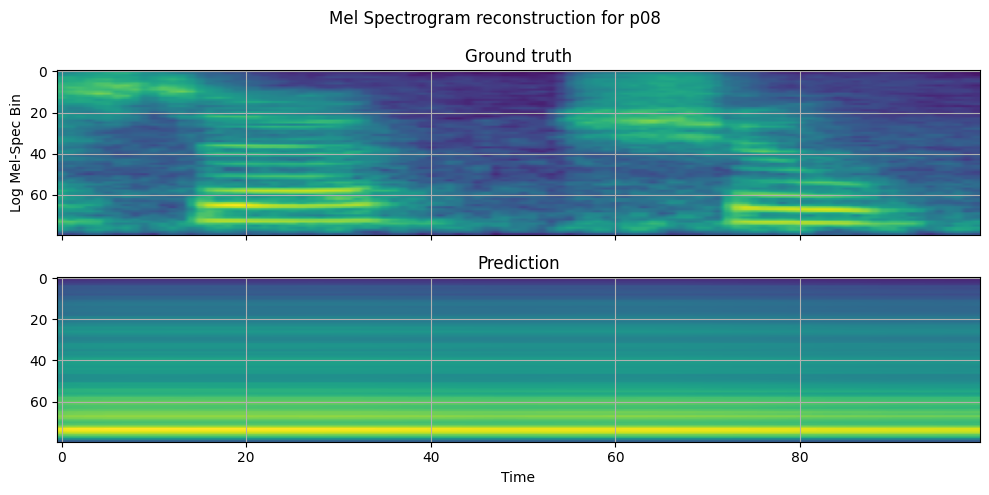 Mel Spectrogram reconstruction for p08
Ground truth
Log Mel-Spec Bin
0
20
40
60
Prediction
0
20
40
60
0 20 40 60 80
Time